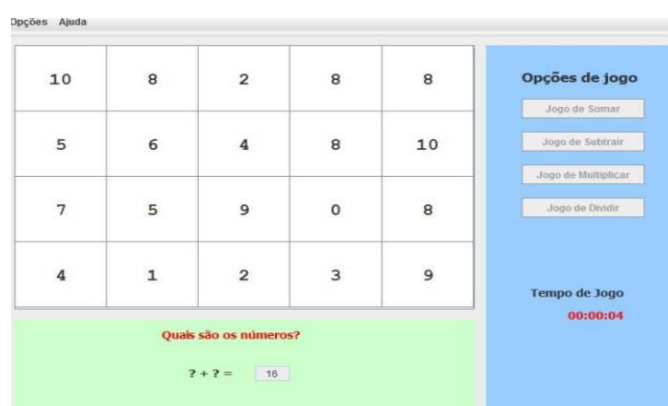 Opções Ajuda
10 8 2 8 8
5 6 4 8 10
7 5 9 0 8
4 1 2 3 9
Quais são os números?
? + ? = 16
Opções de jogo
Jogo de Somar
Jogo de Subtrair
Jogo de Multiplicar
Jogo de Dividir
Tempo de Jogo
00:00:04